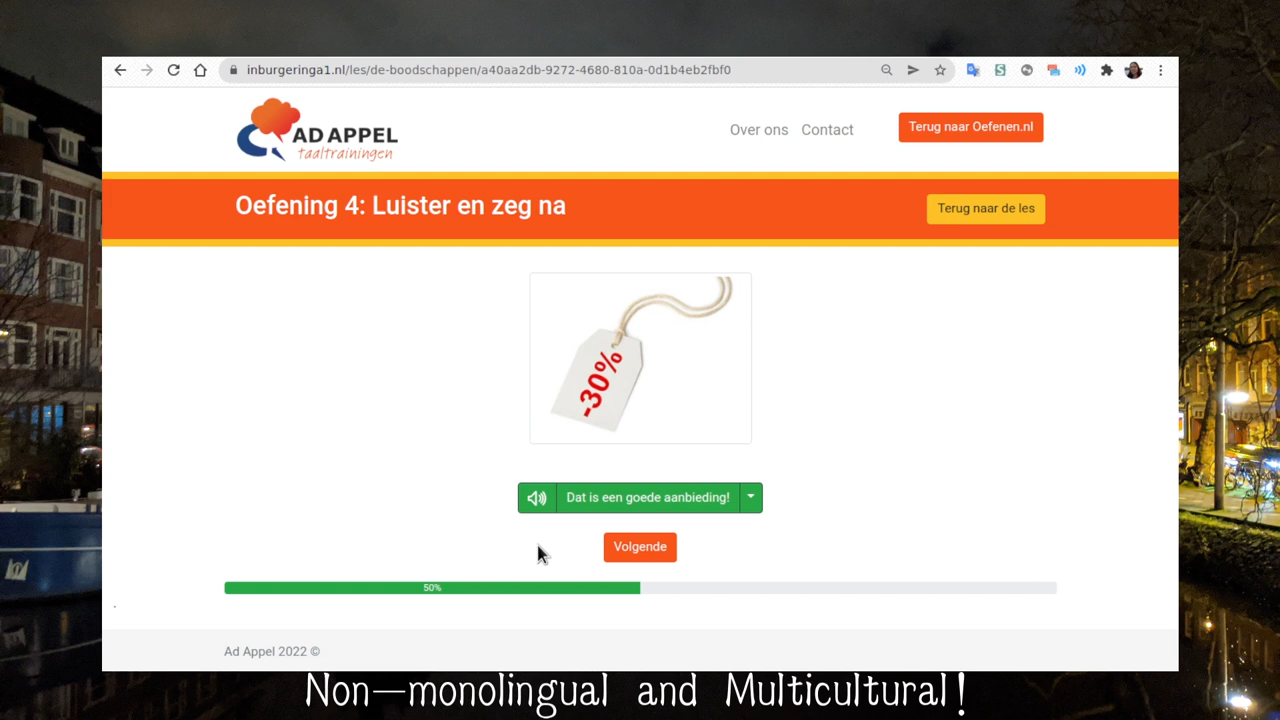 inburgeringa1.nl/les/de-boodschappen/a40aa2db-9272-4680-810a-0d1b4eb2fbf0
AD APPEL
taaltrainingen
Over ons
Contact
Terug naar Oefenen.nl
Oefening 4: Luister en zeg na
Terug naar de les
-30%
Dat is een goede aanbieding!
Volgende
50%
Ad Appel 2022 ©
Non-monolingual and Multicultural!